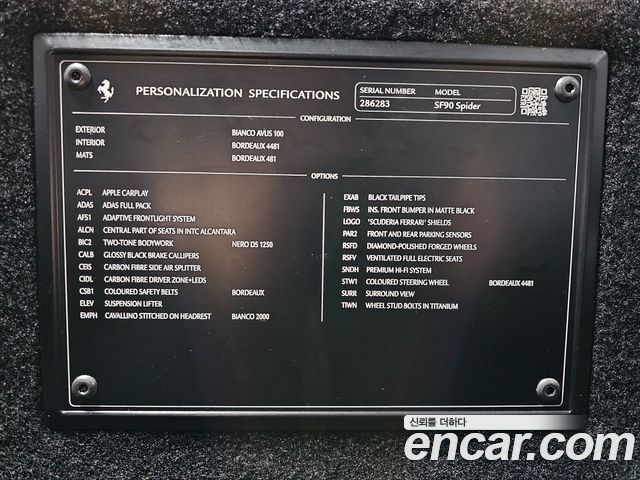 PERSONALIZATION SPECIFICATIONS
SERIAL NUMBER MODEL
286283 SF90 Spider
CONFIGURATION
EXTERIOR BIANCO AVUS 100
INTERIOR BORDEAUX 4481
MATS BORDEAUX 481
OPTIONS
ACPL APPLE CARPLAY
ADAS ADAS FULL PACK
AFS1 ADAPTIVE FRONTLIGHT SYSTEM
ALCN CENTRAL PART OF SEATS IN INTC ALCANTARA
BIC2 TWO-TONE BODYWORK NERO DS 1250
CALB GLOSSY BLACK BRAKE CALLIPERS
CEIS CARBON FIBRE SIDE AIR SPLITTER
CIDL CARBON FIBRE DRIVER ZONE+LEDS
CSB1 COLOURED SAFETY BELTS BORDEAUX
ELEV SUSPENSION LIFTER
EMPH CAVALLINO STITCHED ON HEADREST BIANCO 2000
EXAB BLACK TAILPIPE TIPS
FBWS INS. FRONT BUMPER IN MATTE BLACK
LOGO 'SCUDERIA FERRARI' SHIELDS
PAR2 FRONT AND REAR PARKING SENSORS
RSFD DIAMOND-POLISHED FORGED WHEELS
RSFV VENTILATED FULL ELECTRIC SEATS
SNDH PREMIUM HI-FI SYSTEM
STW1 COLOURED STEERING WHEEL BORDEAUX 4481
SURR SURROUND VIEW
TIWN WHEEL STUD BOLTS IN TITANIUM
신뢰를 더하다
encar.com